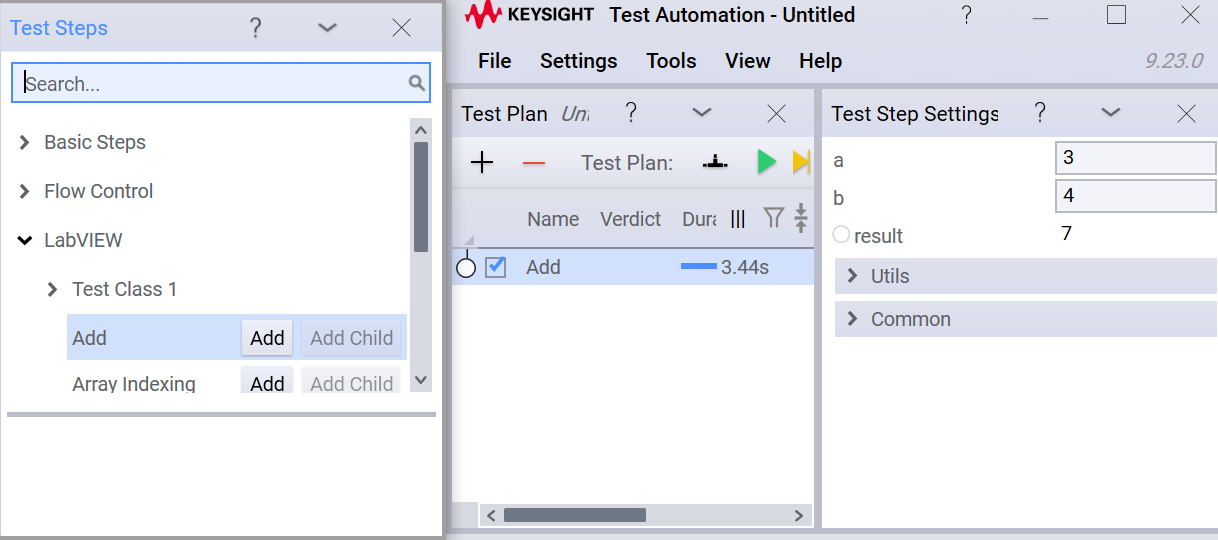 Test Steps ?
Search...
Basic Steps
Flow Control
LabVIEW
Test Class 1
Add Add Add Child
Array Indexing Add Add Child
KEYSIGHT Test Automation - Untitled ?
File Settings Tools View Help 9.23.0
Test Plan Unt ?
Test Plan:
Name Verdict Dura
Add 3.44s
Test Step Settings ?
a 3
b 4
result 7
Utils
Common